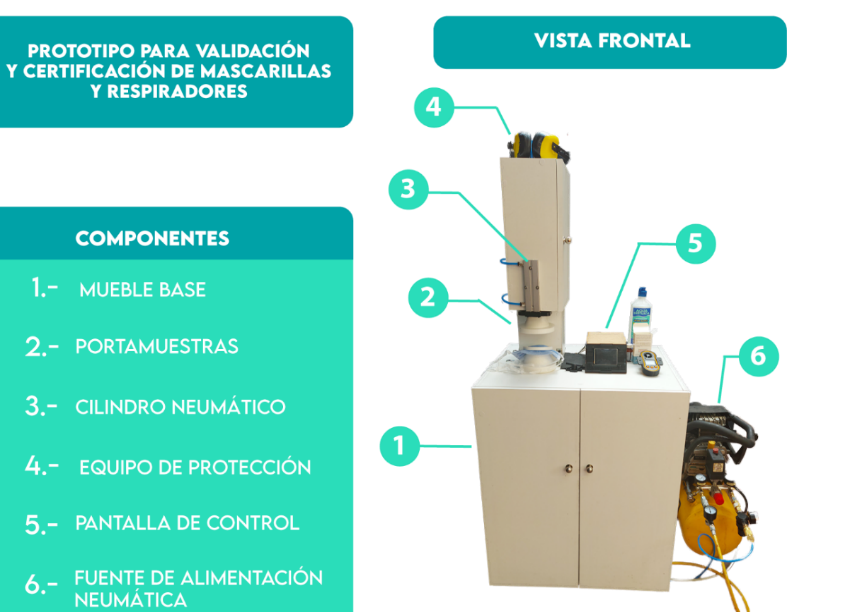 PROTOTIPO PARA VALIDACIÓN
Y CERTIFICACIÓN DE MASCARILLAS
Y RESPIRADORES
VISTA FRONTAL
COMPONENTES
1.- MUEBLE BASE
2.- PORTAMUESTRAS
3.- CILINDRO NEUMÁTICO
4.- EQUIPO DE PROTECCIÓN
5.- PANTALLA DE CONTROL
6.- FUENTE DE ALIMENTACIÓN
NEUMÁTICA
4
3
5
2
6
1